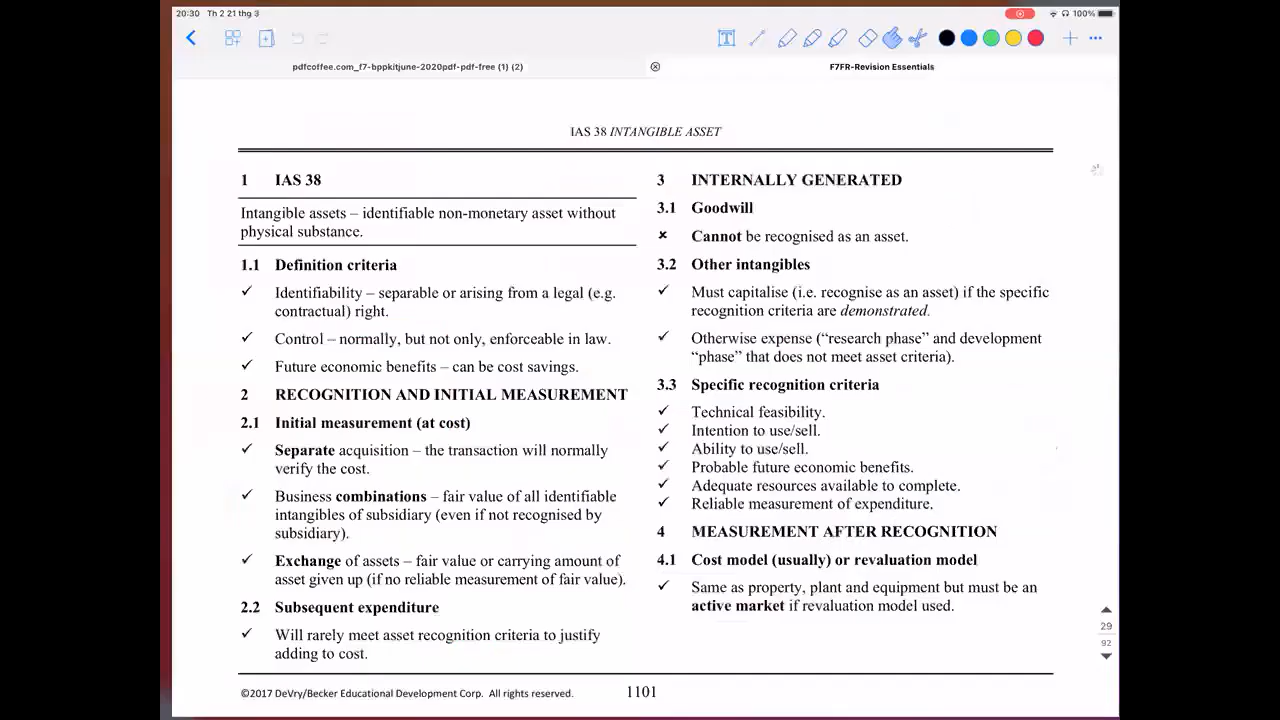 20:30 Th 2 21 thg 3
100%
pdfcoffee.com_f7-bppkitjune-2020pdf-pdf-free (1) (2)
F7FR-Revision Essentials
IAS 38 INTANGIBLE ASSET
1 IAS 38
Intangible assets – identifiable non-monetary asset without
physical substance.
1.1 Definition criteria
✓ Identifiability – separable or arising from a legal (e.g.
contractual) right.
✓ Control – normally, but not only, enforceable in law.
✓ Future economic benefits – can be cost savings.
2 RECOGNITION AND INITIAL MEASUREMENT
2.1 Initial measurement (at cost)
✓ Separate acquisition – the transaction will normally
verify the cost.
✓ Business combinations – fair value of all identifiable
intangibles of subsidiary (even if not recognised by
subsidiary).
✓ Exchange of assets – fair value or carrying amount of
asset given up (if no reliable measurement of fair value).
2.2 Subsequent expenditure
✓ Will rarely meet asset recognition criteria to justify
adding to cost.
3 INTERNALLY GENERATED
3.1 Goodwill
✗ Cannot be recognised as an asset.
3.2 Other intangibles
✓ Must capitalise (i.e. recognise as an asset) if the specific
recognition criteria are demonstrated.
✓ Otherwise expense (“research phase” and development
“phase” that does not meet asset criteria).
3.3 Specific recognition criteria
✓ Technical feasibility.
✓ Intention to use/sell.
✓ Ability to use/sell.
✓ Probable future economic benefits.
✓ Adequate resources available to complete.
✓ Reliable measurement of expenditure.
4 MEASUREMENT AFTER RECOGNITION
4.1 Cost model (usually) or revaluation model
✓ Same as property, plant and equipment but must be an
active market if revaluation model used.
29
92
©2017 DeVry/Becker Educational Development Corp. All rights reserved.
1101